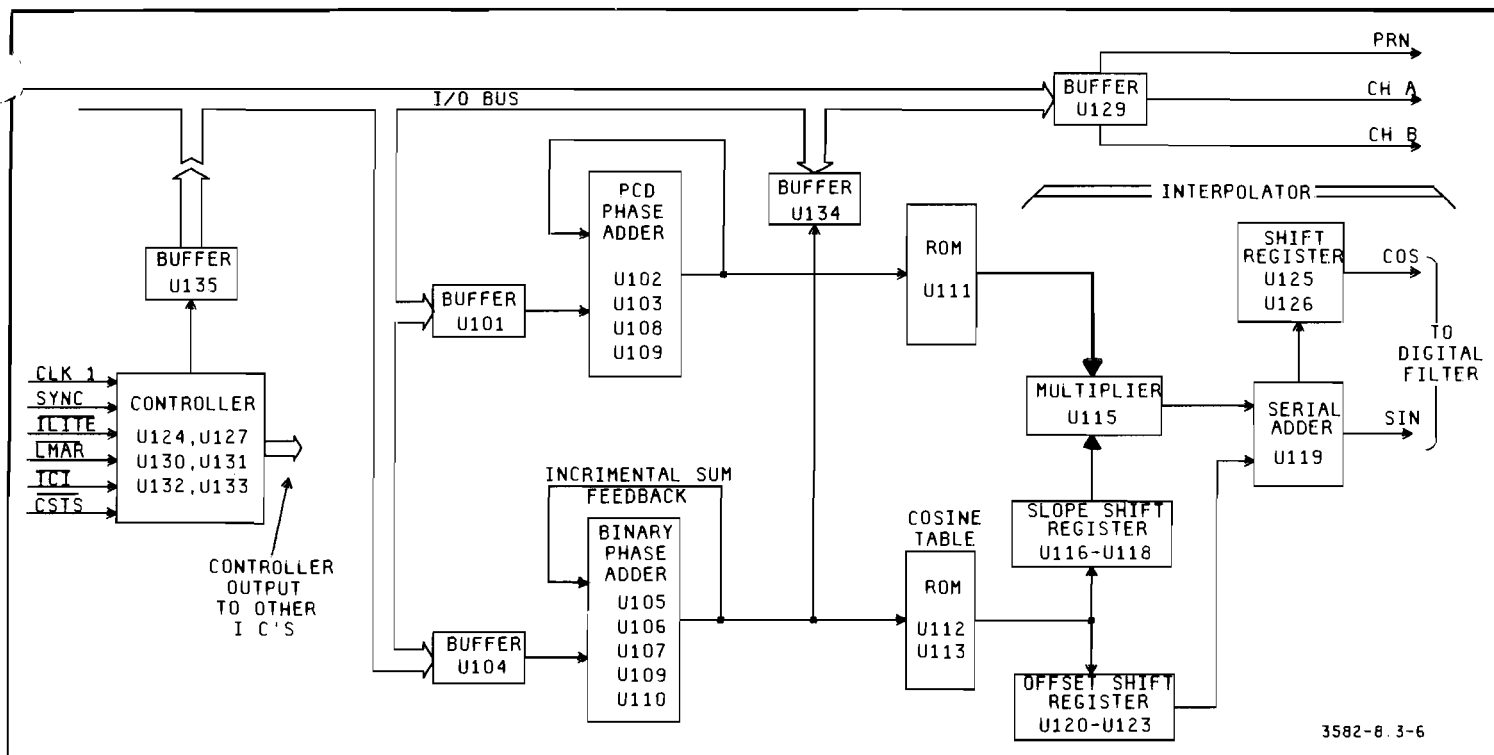 PRN
I/O BUS
BUFFER
U129
CH A
CH B
INTERPOLATOR
BUFFER
U135
PCD
PHASE
ADDER
U102
U103
U108
U109
BUFFER
U134
ROM
U111
SHIFT
REGISTER
U125
U126
COS
BUFFER
U101
TO
DIGITAL
FILTER
CLK 1
SYNC
ILITE
LMAR
TCI
CSTS
CONTROLLER
U124,U127
U130,U131
U132,U133
MULTIPLIER
U115
SERIAL
ADDER
U119
SIN
INCRIMENTAL SUM
FEEDBACK
BINARY
PHASE
ADDER
U105
U106
U107
U109
U110
COSINE
TABLE
ROM
U112
U113
SLOPE SHIFT
REGISTER
U116-U118
CONTROLLER
OUTPUT
TO OTHER
I C'S
BUFFER
U104
OFFSET SHIFT
REGISTER
U120-U123
3582-8.3-6